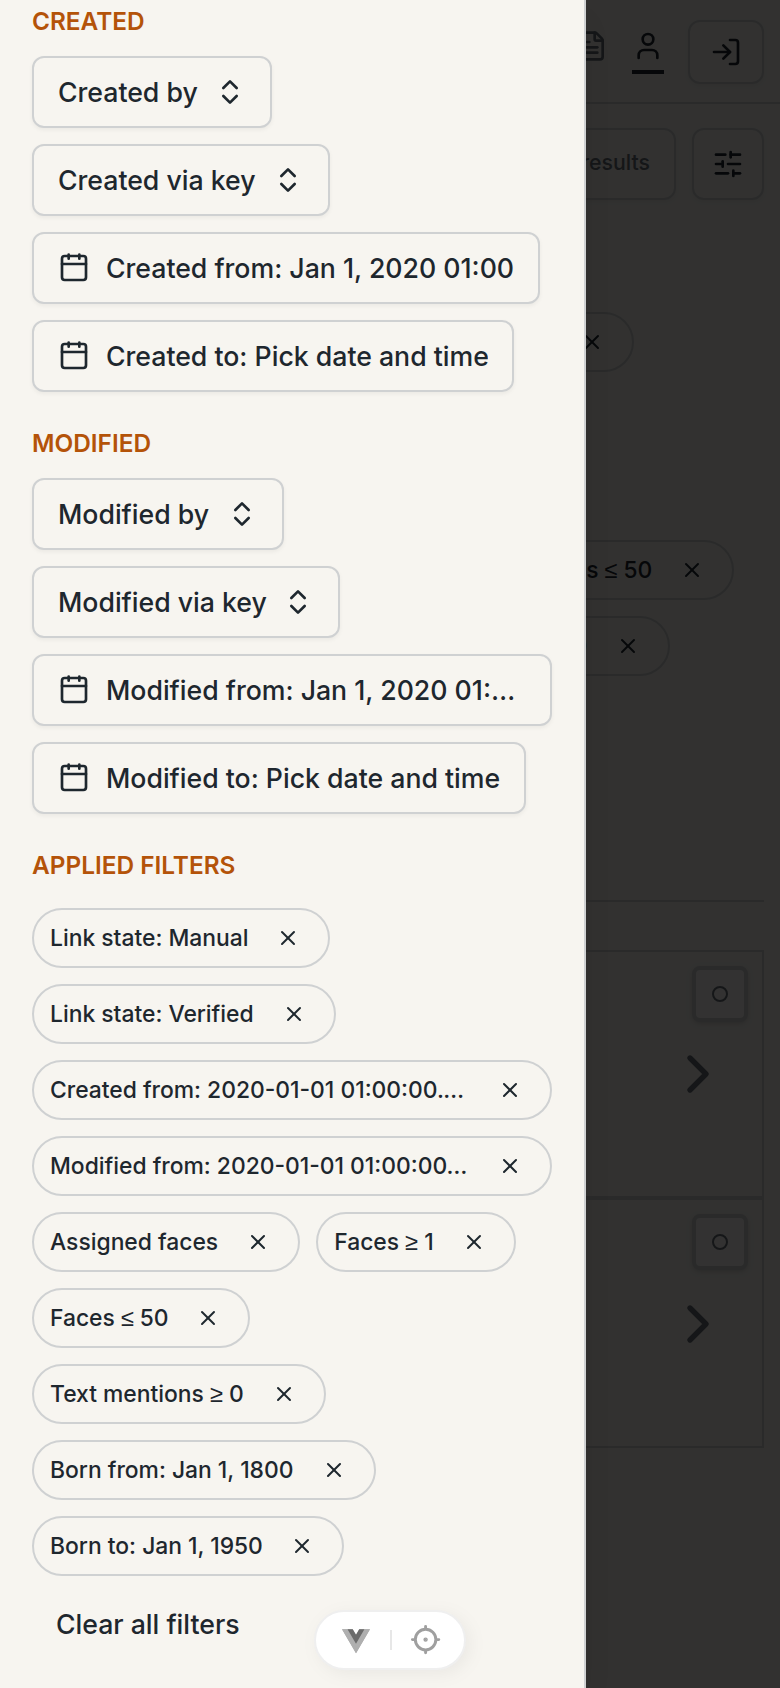 CREATED
Created by
Created via key
Created from: Jan 1, 2020 01:00
Created to: Pick date and time
MODIFIED
Modified by
Modified via key
Modified from: Jan 1, 2020 01:...
Modified to: Pick date and time
APPLIED FILTERS
Link state: Manual
Link state: Verified
Created from: 2020-01-01 01:00:00....
Modified from: 2020-01-01 01:00:00...
Assigned faces
Faces ≥ 1
Faces ≤ 50
Text mentions ≥ 0
Born from: Jan 1, 1800
Born to: Jan 1, 1950
Clear all filters
results
s ≤ 50